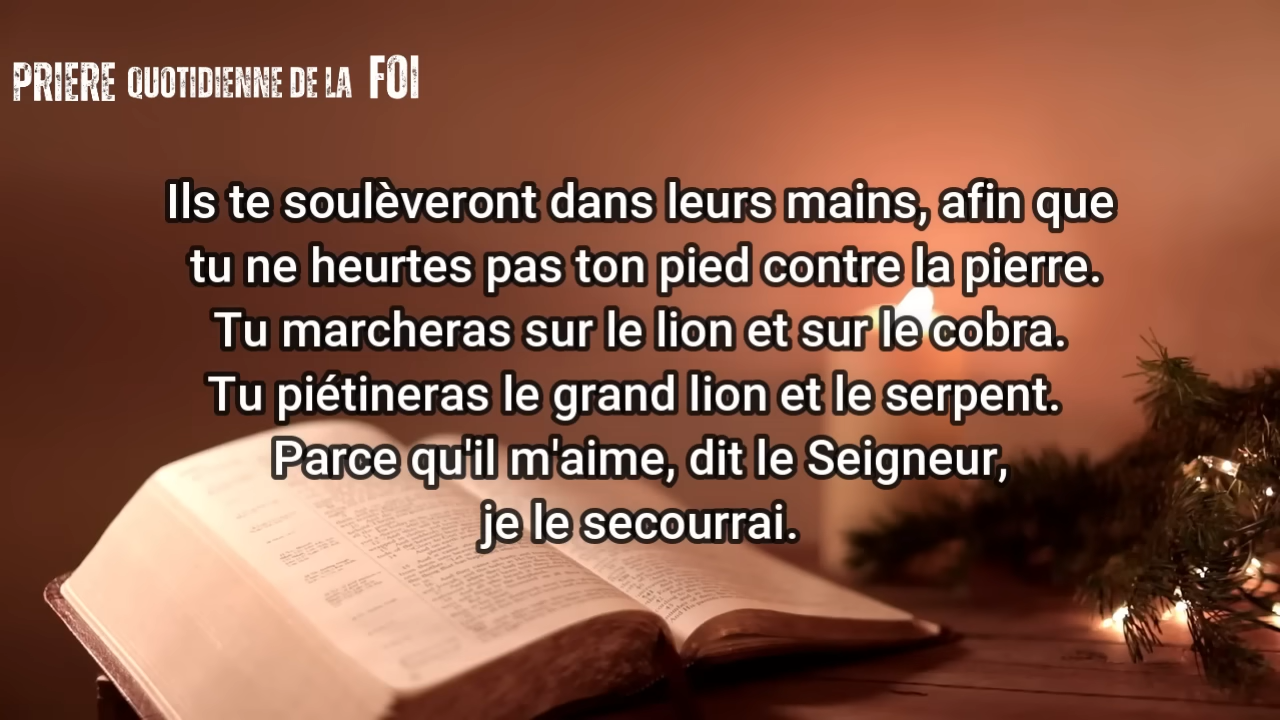 PRIERE QUOTIDIENNE DE LA FOI
Ils te soulèveront dans leurs mains, afin que
tu ne heurtes pas ton pied contre la pierre.
Tu marcheras sur le lion et sur le cobra.
Tu piétineras le grand lion et le serpent.
Parce qu'il m'aime, dit le Seigneur,
je le secourrai.